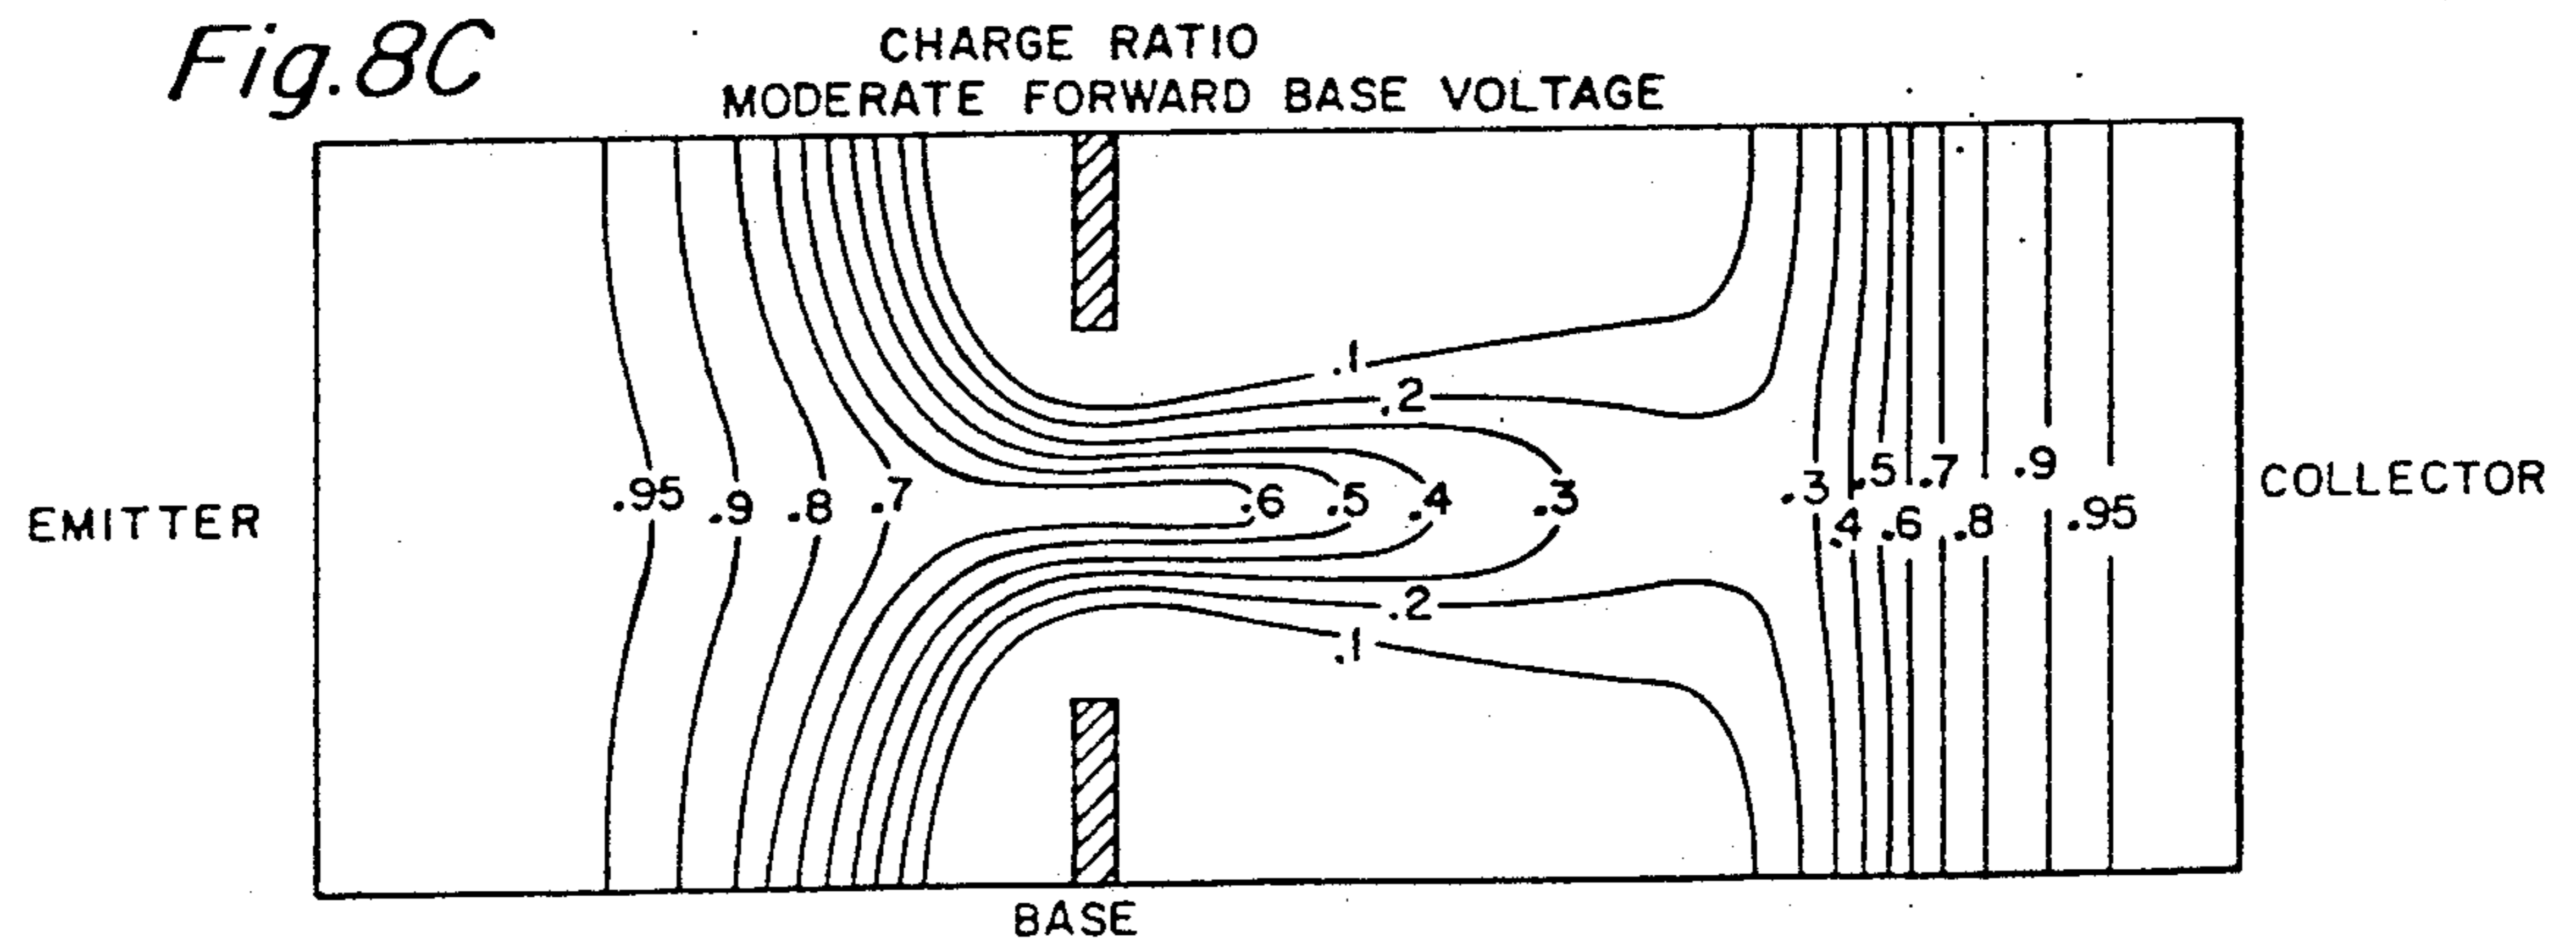 Fig.8C
CHARGE RATIO
MODERATE FORWARD BASE VOLTAGE
.1
.2
EMITTER
.95 .9 .8 .7 .6 .5 .4 .3
.3 .4 .5 .6 .7 .8 .9 .95
COLLECTOR
.2
.1
BASE